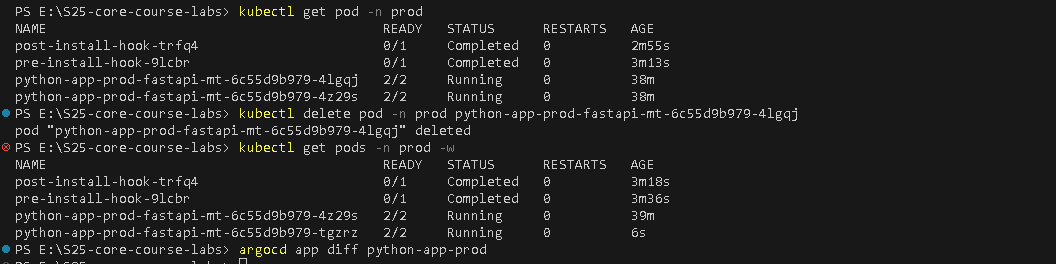 PS E:\S25-core-course-labs> kubectl get pod -n prod
NAME READY STATUS RESTARTS AGE
post-install-hook-trfq4 0/1 Completed 0 2m55s
pre-install-hook-9lcbr 0/1 Completed 0 3m13s
python-app-prod-fastapi-mt-6c55d9b979-4lgqj 2/2 Running 0 38m
python-app-prod-fastapi-mt-6c55d9b979-4z29s 2/2 Running 0 38m
PS E:\S25-core-course-labs> kubectl delete pod -n prod python-app-prod-fastapi-mt-6c55d9b979-4lgqj
pod "python-app-prod-fastapi-mt-6c55d9b979-4lgqj" deleted
PS E:\S25-core-course-labs> kubectl get pods -n prod -w
NAME READY STATUS RESTARTS AGE
post-install-hook-trfq4 0/1 Completed 0 3m18s
pre-install-hook-9lcbr 0/1 Completed 0 3m36s
python-app-prod-fastapi-mt-6c55d9b979-4z29s 2/2 Running 0 39m
python-app-prod-fastapi-mt-6c55d9b979-tgzrz 2/2 Running 0 6s
PS E:\S25-core-course-labs> argocd app diff python-app-prod
PS E:\S25-core-course-labs>